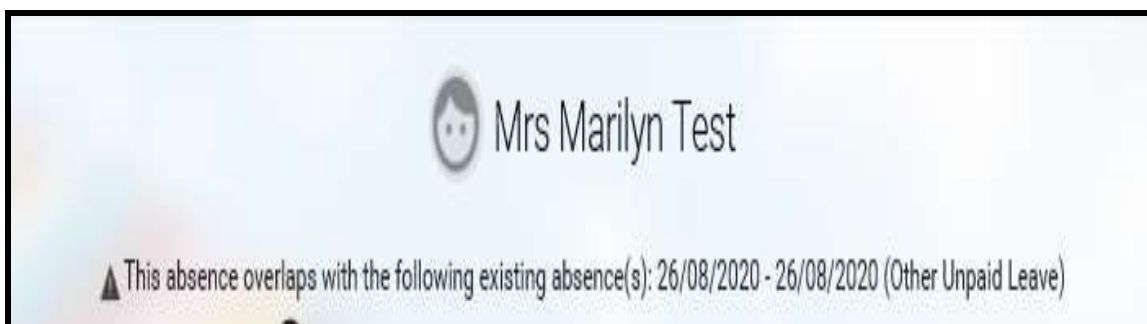 Mrs Marilyn Test
This absence overlaps with the following existing absence(s): 26/08/2020 - 26/08/2020 (Other Unpaid Leave)